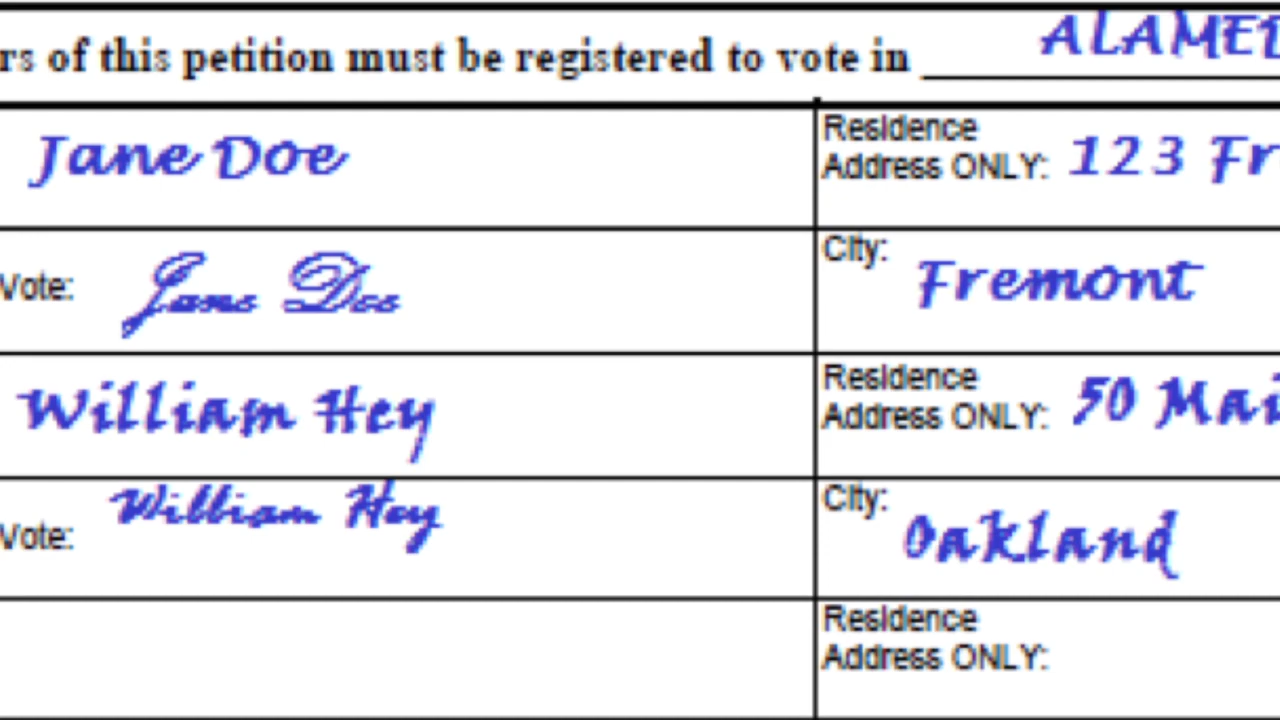 rs of this petition must be registered to vote in ALAMED
Jane Doe
Residence
Address ONLY: 123 Fr
Vote: Jane Doe
City: Fremont
William Hey
Residence
Address ONLY: 50 Mai
Vote: William Hey
City: Oakland
Residence
Address ONLY: